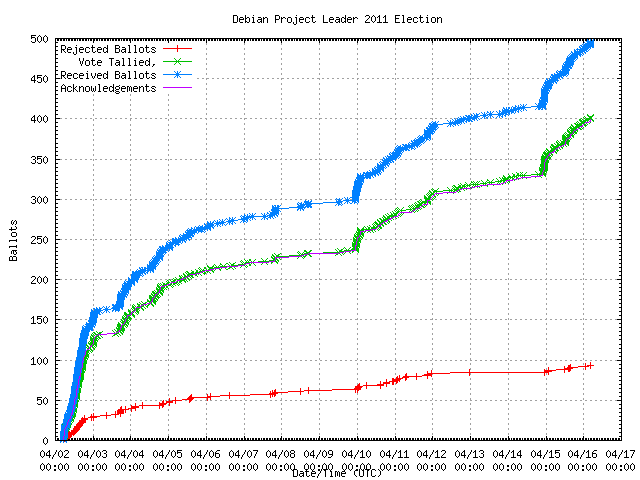 Debian Project Leader 2011 Election
500
450
400
350
300
250
200
150
100
50
0
Ballots
Rejected Ballots
Vote Tallied,
Received Ballots
Acknowledgements
04/02 04/03 04/04 04/05 04/06 04/07 04/08 04/09 04/10 04/11 04/12 04/13 04/14 04/15 04/16 04/17
00:00 00:00 00:00 00:00 00:00 00:00 00:00 00:00 00:00 00:00 00:00 00:00 00:00 00:00 00:00 00:00
Date/Time (UTC)